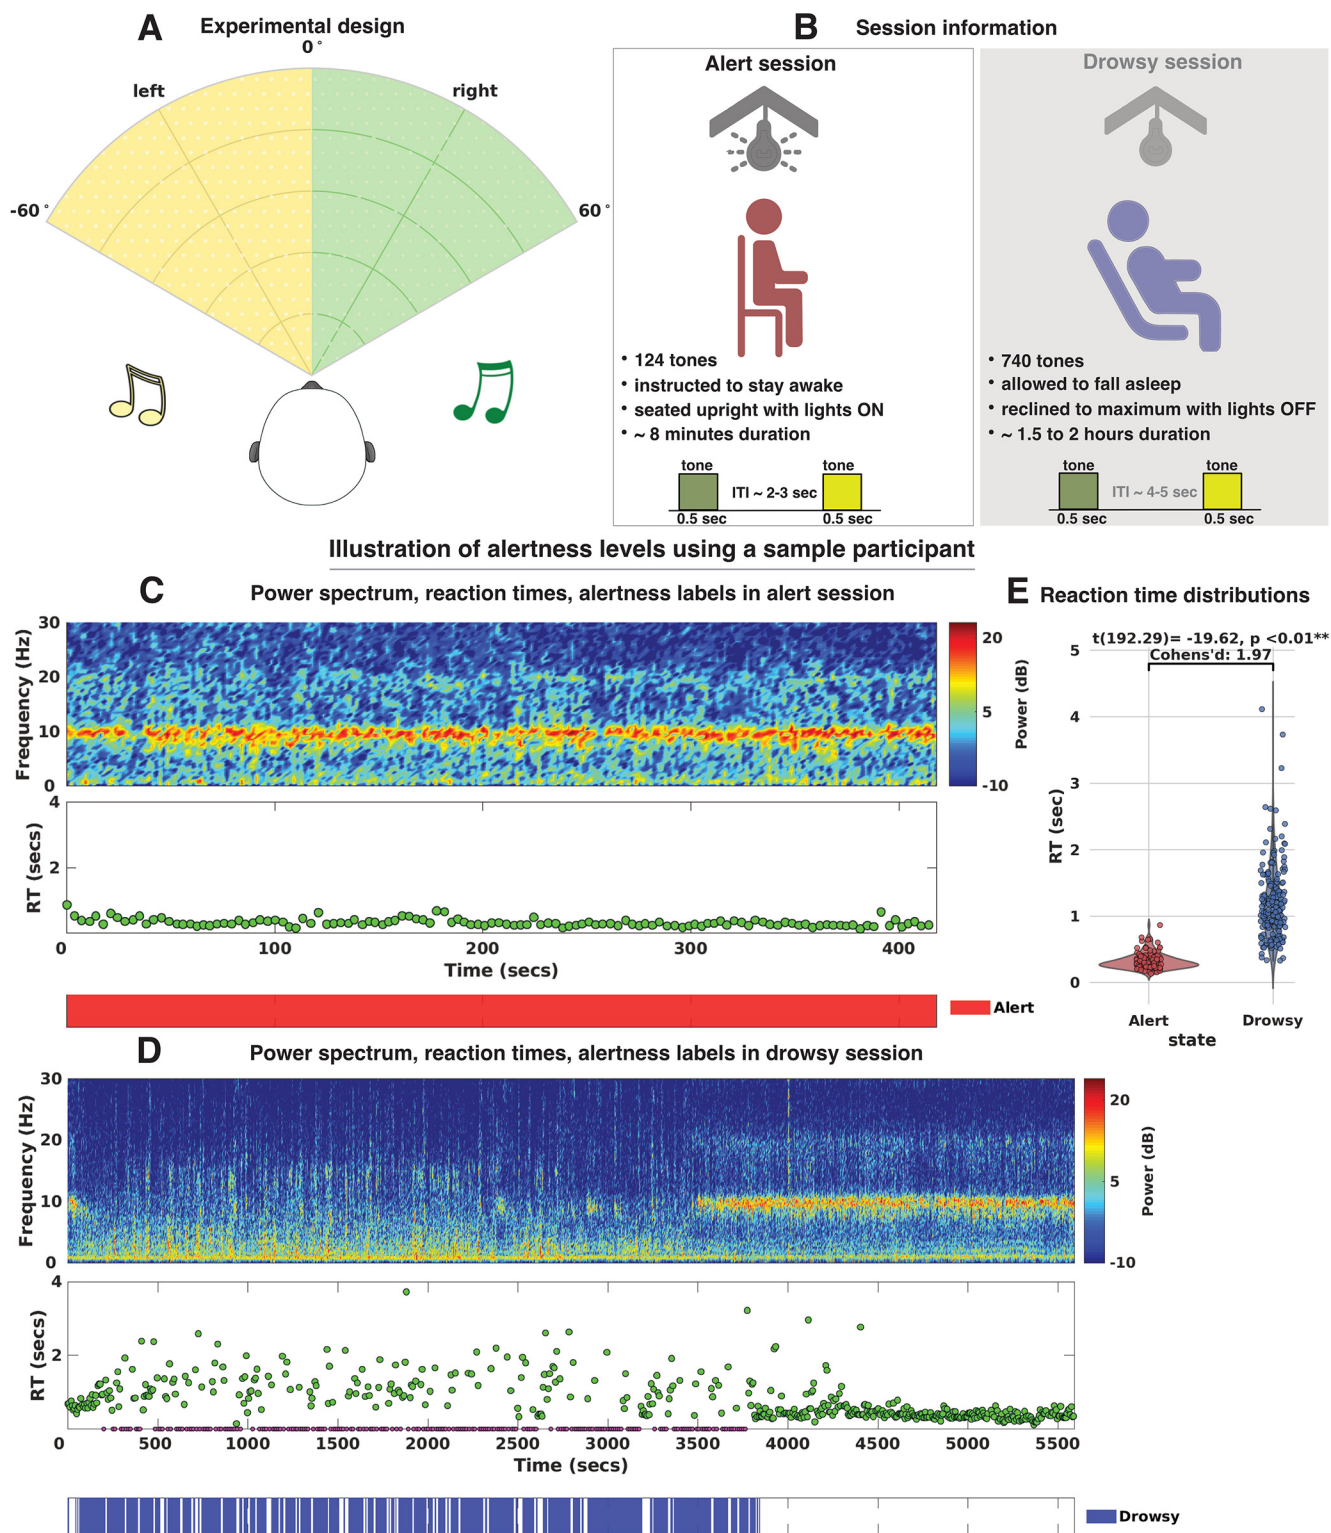 A Experimental design
0°
left
right
-60°
60°
B Session information
Alert session
• 124 tones
• instructed to stay awake
• seated upright with lights ON
• ~ 8 minutes duration
tone
tone
ITI ~ 2-3 sec
0.5 sec
0.5 sec
Drowsy session
• 740 tones
• allowed to fall asleep
• reclined to maximum with lights OFF
• ~ 1.5 to 2 hours duration
tone
tone
ITI ~ 4-5 sec
0.5 sec
0.5 sec
Illustration of alertness levels using a sample participant
C Power spectrum, reaction times, alertness labels in alert session
Frequency (Hz)
30
20
10
0
20
5
-10
Power (dB)
RT (secs)
4
2
0 100 200 300 400
Time (secs)
Alert
E Reaction time distributions
t(192.29)= -19.62, p <0.01**
Cohens'd: 1.97
RT (sec)
5
4
3
2
1
0
Alert Drowsy
state
D Power spectrum, reaction times, alertness labels in drowsy session
Frequency (Hz)
30
20
10
0
20
5
-10
Power (dB)
RT (secs)
4
2
0 500 1000 1500 2000 2500 3000 3500 4000 4500 5000 5500
Time (secs)
Drowsy